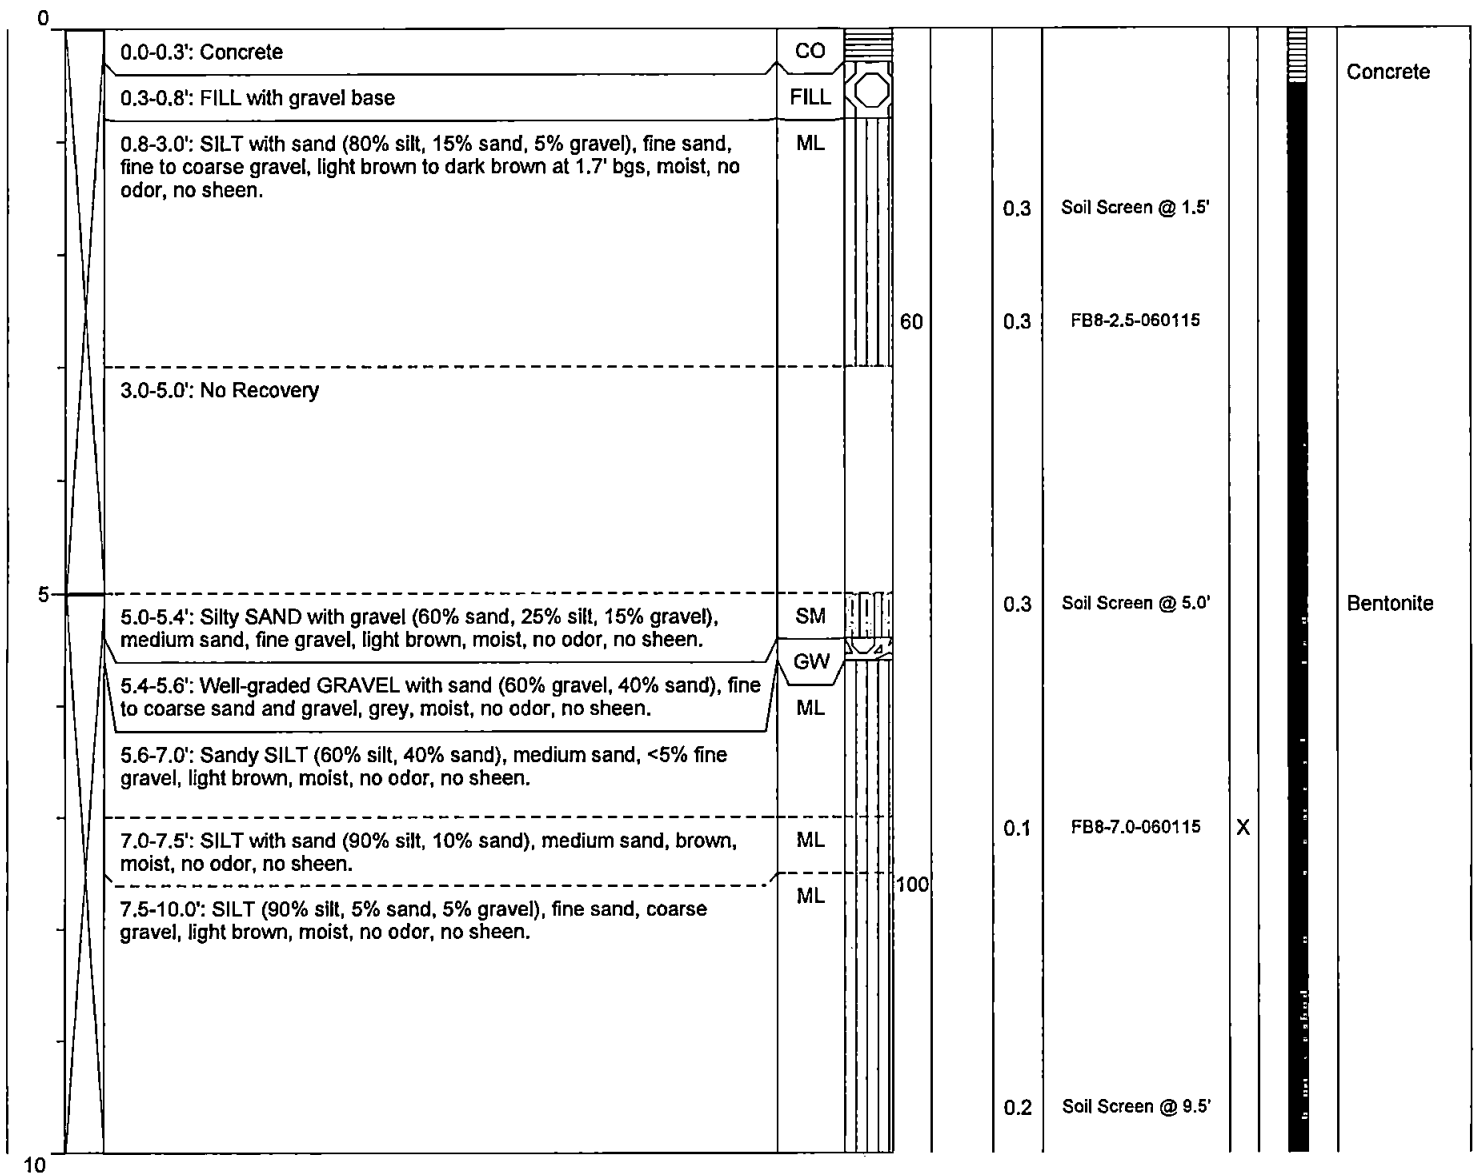 0
0.0-0.3': Concrete
CO
Concrete
0.3-0.8': FILL with gravel base
FILL
0.8-3.0': SILT with sand (80% silt, 15% sand, 5% gravel), fine sand,
fine to coarse gravel, light brown to dark brown at 1.7' bgs, moist, no
odor, no sheen.
ML
0.3
Soil Screen @ 1.5'
60
0.3
FB8-2.5-060115
3.0-5.0': No Recovery
5
5.0-5.4': Silty SAND with gravel (60% sand, 25% silt, 15% gravel),
medium sand, fine gravel, light brown, moist, no odor, no sheen.
SM
0.3
Soil Screen @ 5.0'
Bentonite
GW
5.4-5.6': Well-graded GRAVEL with sand (60% gravel, 40% sand), fine
to coarse sand and gravel, grey, moist, no odor, no sheen.
ML
5.6-7.0': Sandy SILT (60% silt, 40% sand), medium sand, <5% fine
gravel, light brown, moist, no odor, no sheen.
7.0-7.5': SILT with sand (90% silt, 10% sand), medium sand, brown,
moist, no odor, no sheen.
ML
0.1
FB8-7.0-060115
X
100
7.5-10.0': SILT (90% silt, 5% sand, 5% gravel), fine sand, coarse
gravel, light brown, moist, no odor, no sheen.
ML
0.2
Soil Screen @ 9.5'
10